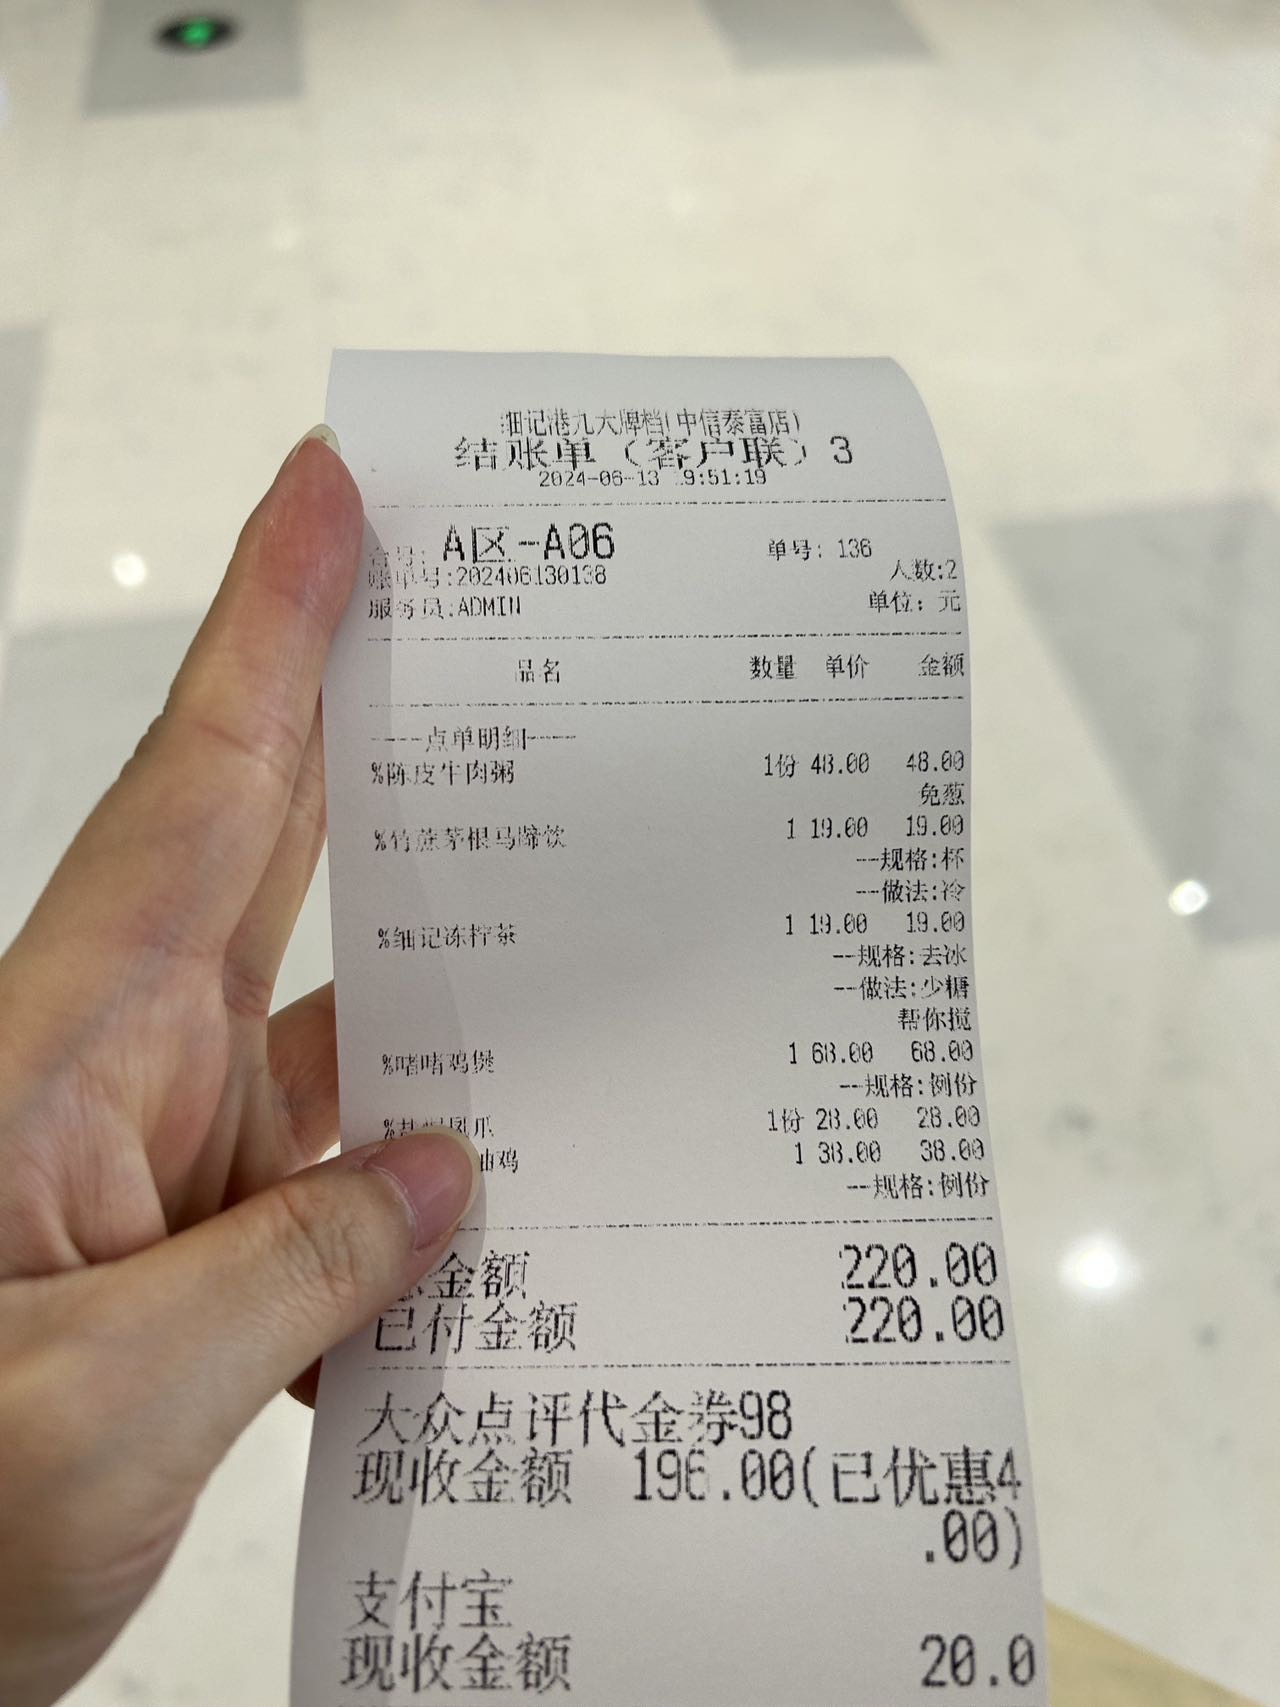 细记港九大牌档(中信泰富店)
结账单（客户联）3
2024-06-13 19:51:19
台号: A区-A06 单号: 136
账单号:202406130138 人数:2
服务员:ADMIN 单位: 元
品名 数量 单价 金额
----点单明细----
%陈皮牛肉粥 1份 48.00 48.00
免葱
%竹蔗茅根马蹄饮 1 19.00 19.00
--规格:杯
--做法:冷
%细记冻柠茶 1 19.00 19.00
--规格:去冰
--做法:少糖
帮你搅
%啫啫鸡煲 1 68.00 68.00
--规格:例份
凤爪 1份 28.00 28.00
油鸡 1 38.00 38.00
--规格:例份
金额 220.00
已付金额 220.00
大众点评代金券98
现收金额 196.00(已优惠4
.00)
支付宝
现收金额 20.0